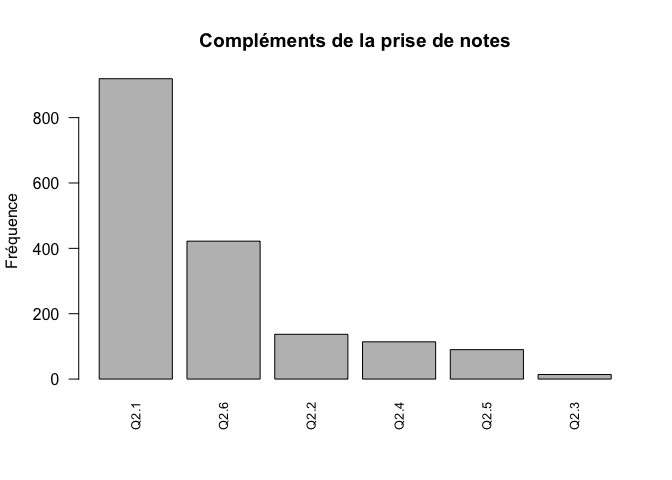 Compléments de la prise de notes
Fréquence
800
600
400
200
0
Q2.1
Q2.6
Q2.2
Q2.4
Q2.5
Q2.3